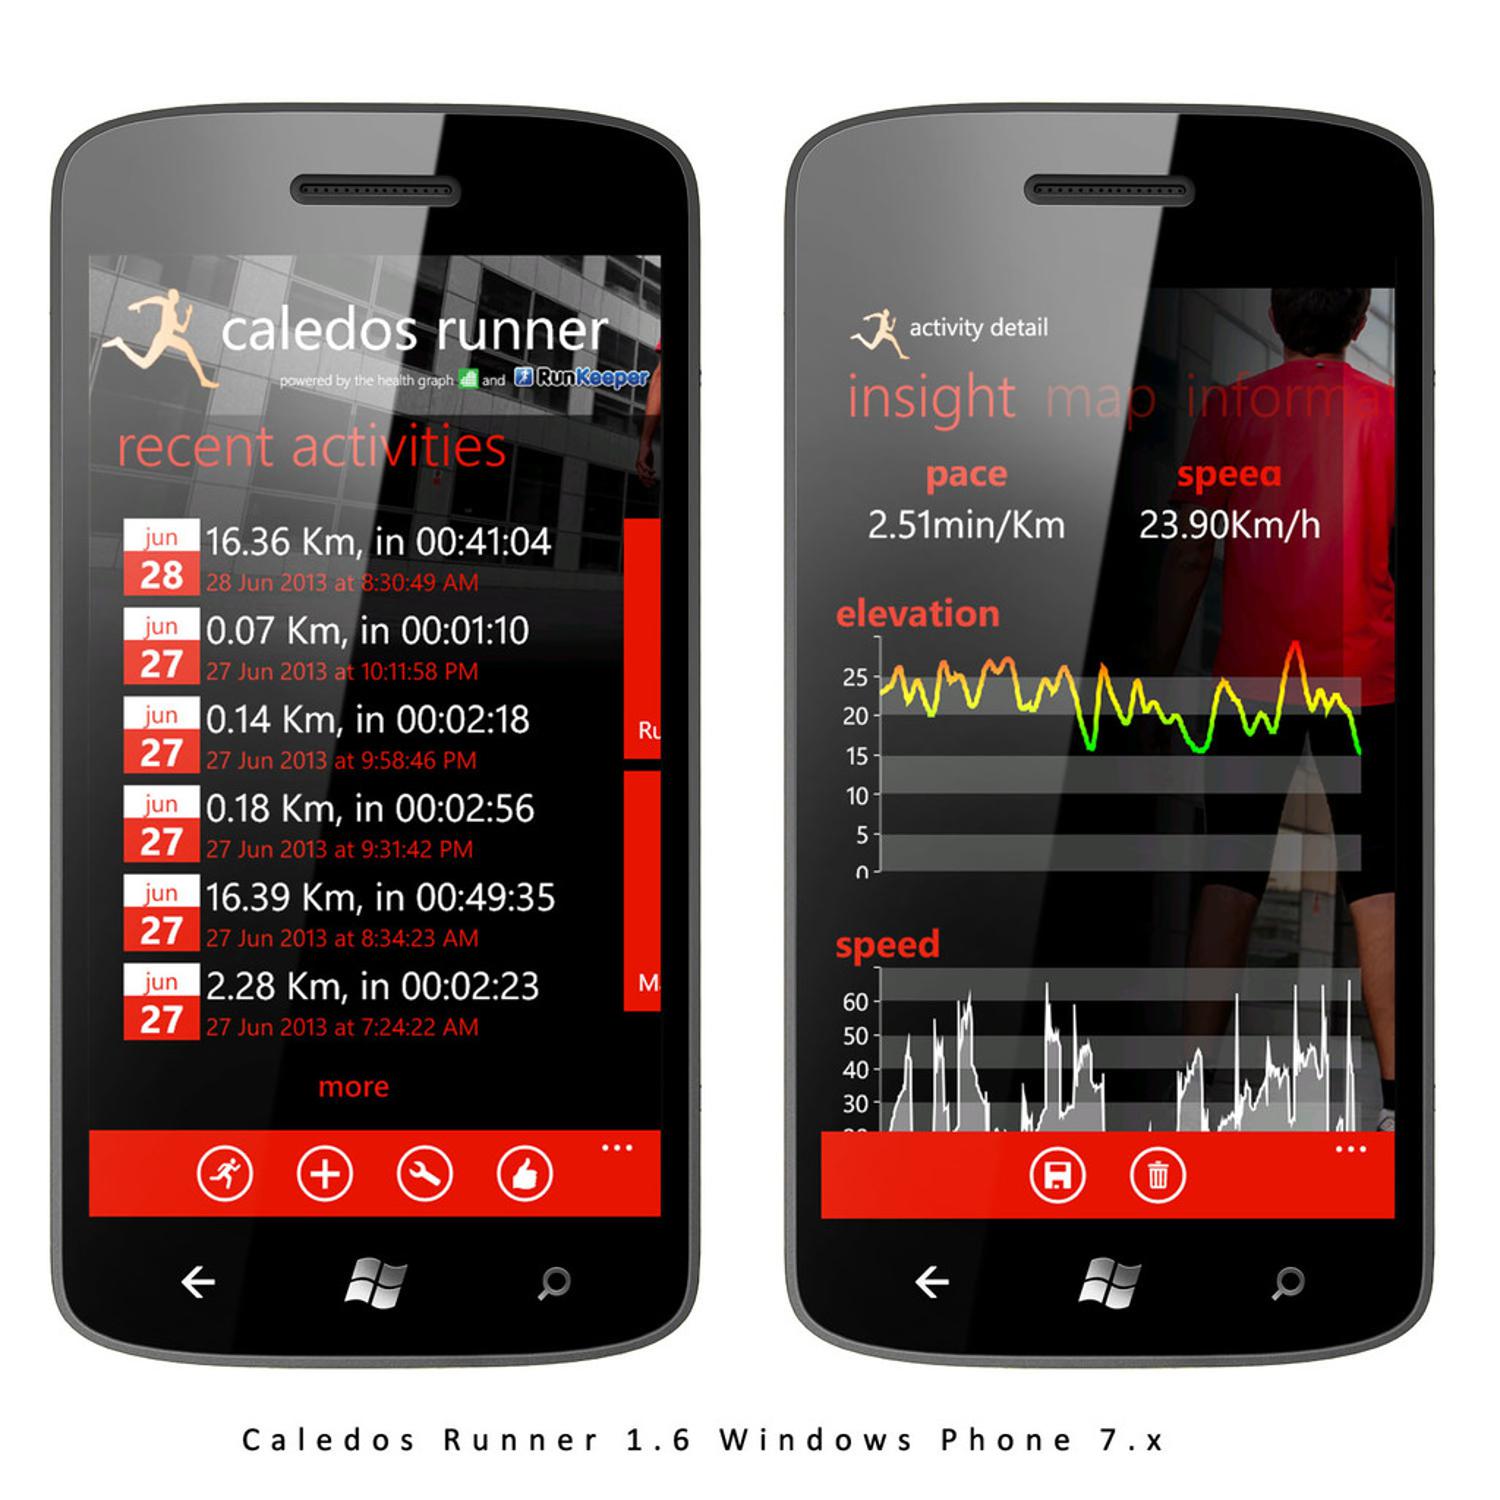 caledos runner
powered by the health graph and RunKeeper
recent activities
jun
28
16.36 Km, in 00:41:04
28 Jun 2013 at 8:30:49 AM
jun
27
0.07 Km, in 00:01:10
27 Jun 2013 at 10:11:58 PM
jun
27
0.14 Km, in 00:02:18
27 Jun 2013 at 9:58:46 PM
jun
27
0.18 Km, in 00:02:56
27 Jun 2013 at 9:31:42 PM
jun
27
16.39 Km, in 00:49:35
27 Jun 2013 at 8:34:23 AM
jun
27
2.28 Km, in 00:02:23
27 Jun 2013 at 7:24:22 AM
Ru
M
more
activity detail
insight map informa
pace speed
2.51min/Km 23.90Km/h
elevation
25
20
15
10
5
0
speed
60
50
40
30
Caledos Runner 1.6 Windows Phone 7.x